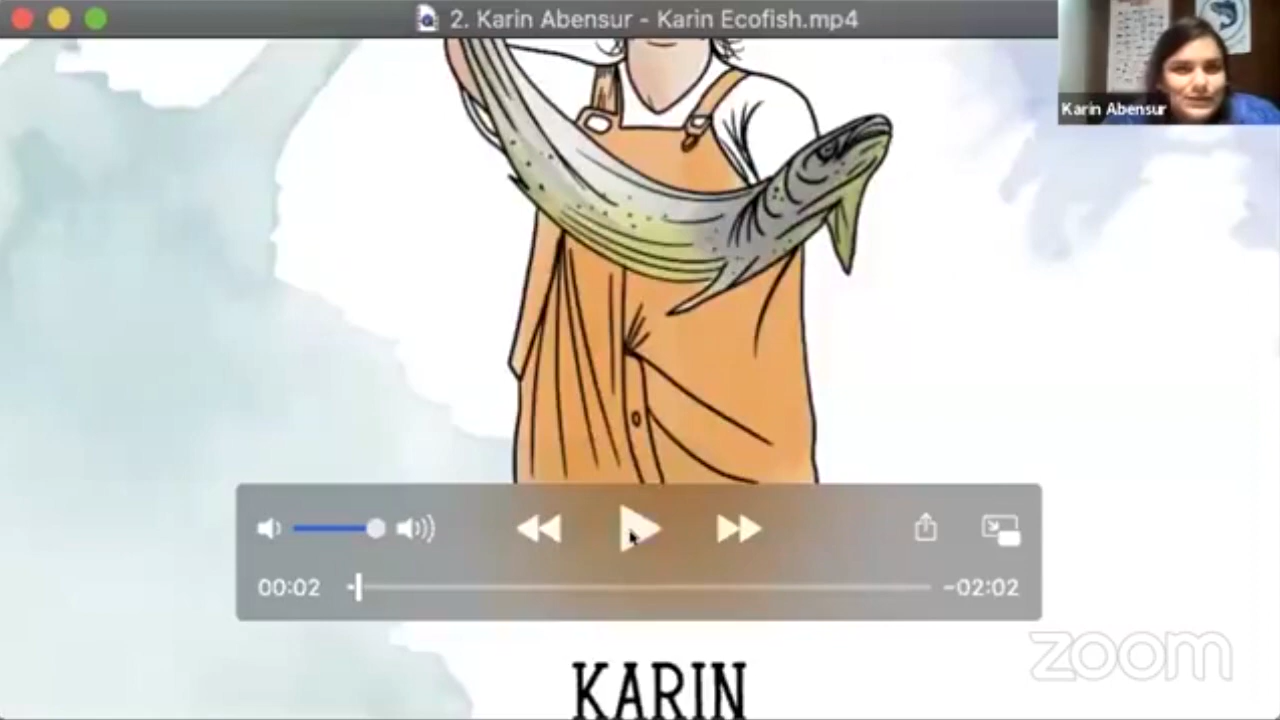 2. Karin Abensur - Karin Ecofish.mp4
Karin Abensur
00:02
-02:02
zoom
KARIN